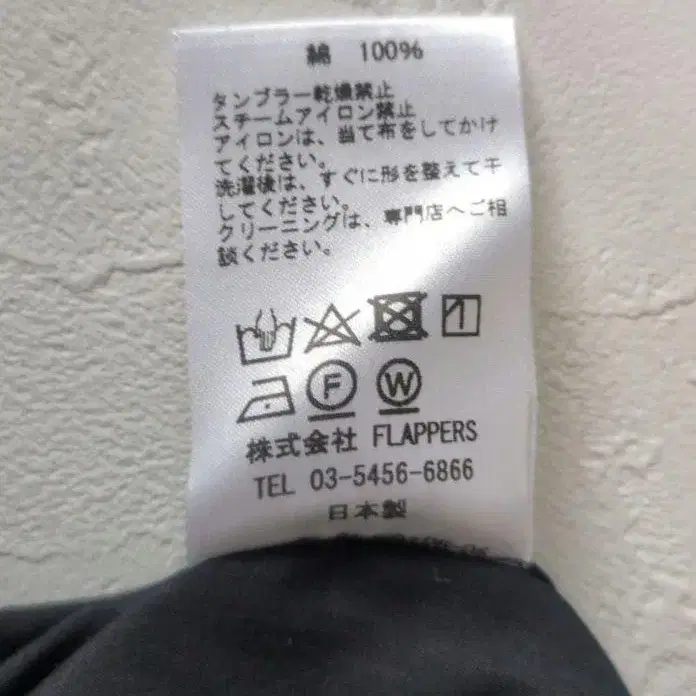 綿 100%
タンブラー乾燥禁止
スチームアイロン禁止
アイロンは、当て布をしてかけ
てください。
洗濯後は、すぐに形を整えて干
してください。
クリーニングは、専門店へご相
談ください。
F W
株式会社 FLAPPERS
TEL 03-5456-6866
日本製